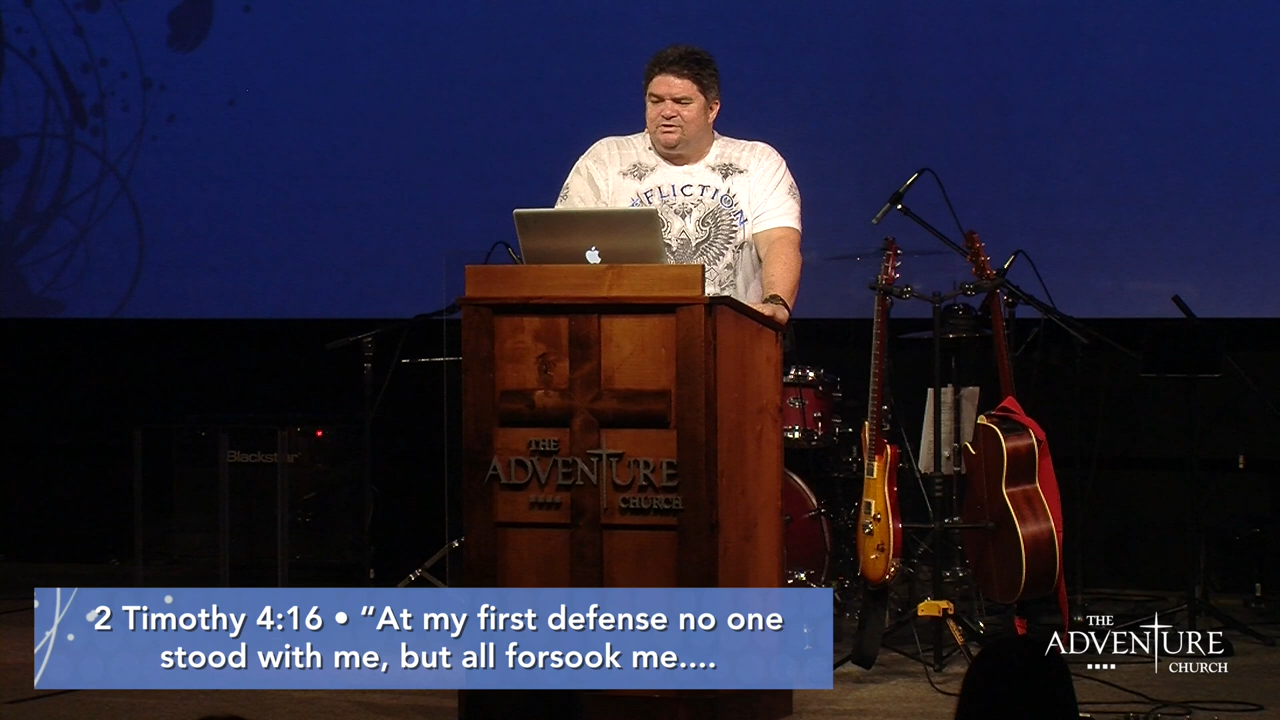 AFFLICTION
Blackstar
THE
ADVENTURE
CHURCH
2 Timothy 4:16 • “At my first defense no one
stood with me, but all forsook me....
THE
ADVENTURE
CHURCH